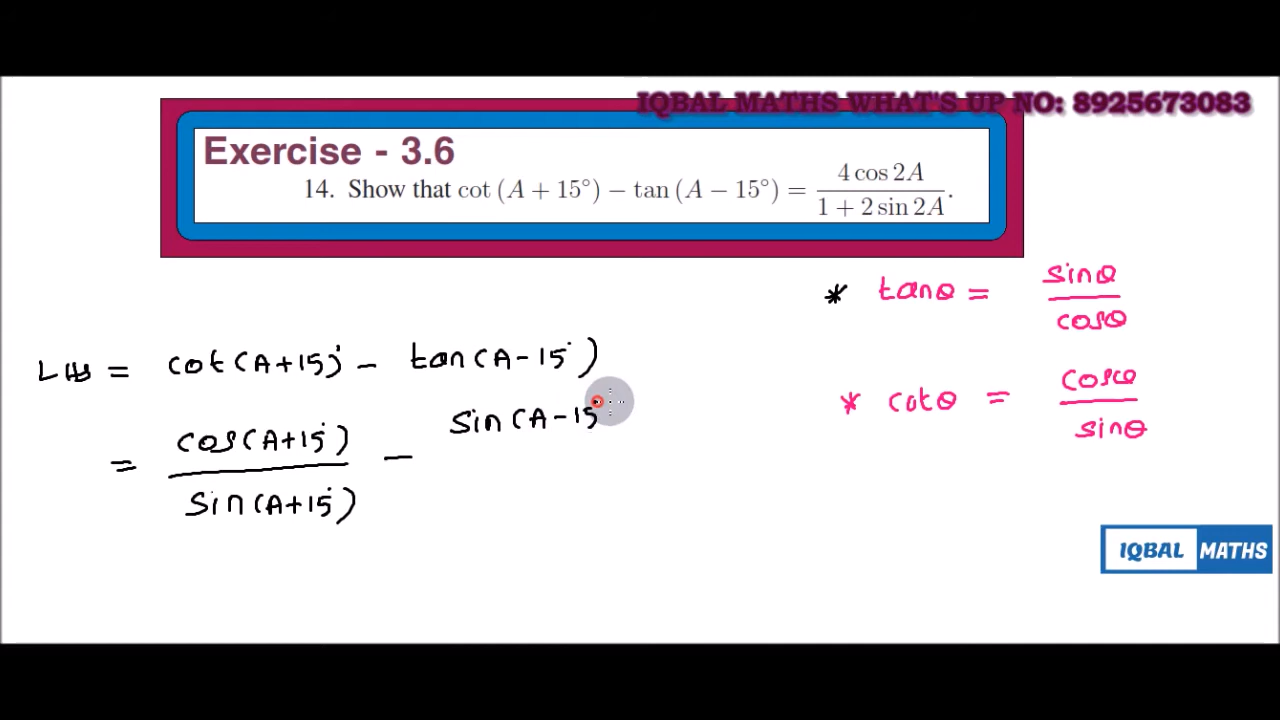 IQBAL MATHS WHAT'S UP NO: 8925673083
Exercise - 3.6
14. Show that cot (A + 15°) − tan (A − 15°) = 4 cos 2A / 1 + 2 sin 2A.
* tanθ = sinθ / cosθ
LHS = cot(A+15°) − tan(A−15°)
* cotθ = cosθ / sinθ
= cos(A+15°) / sin(A+15°) − sin(A−15
IQBAL MATHS